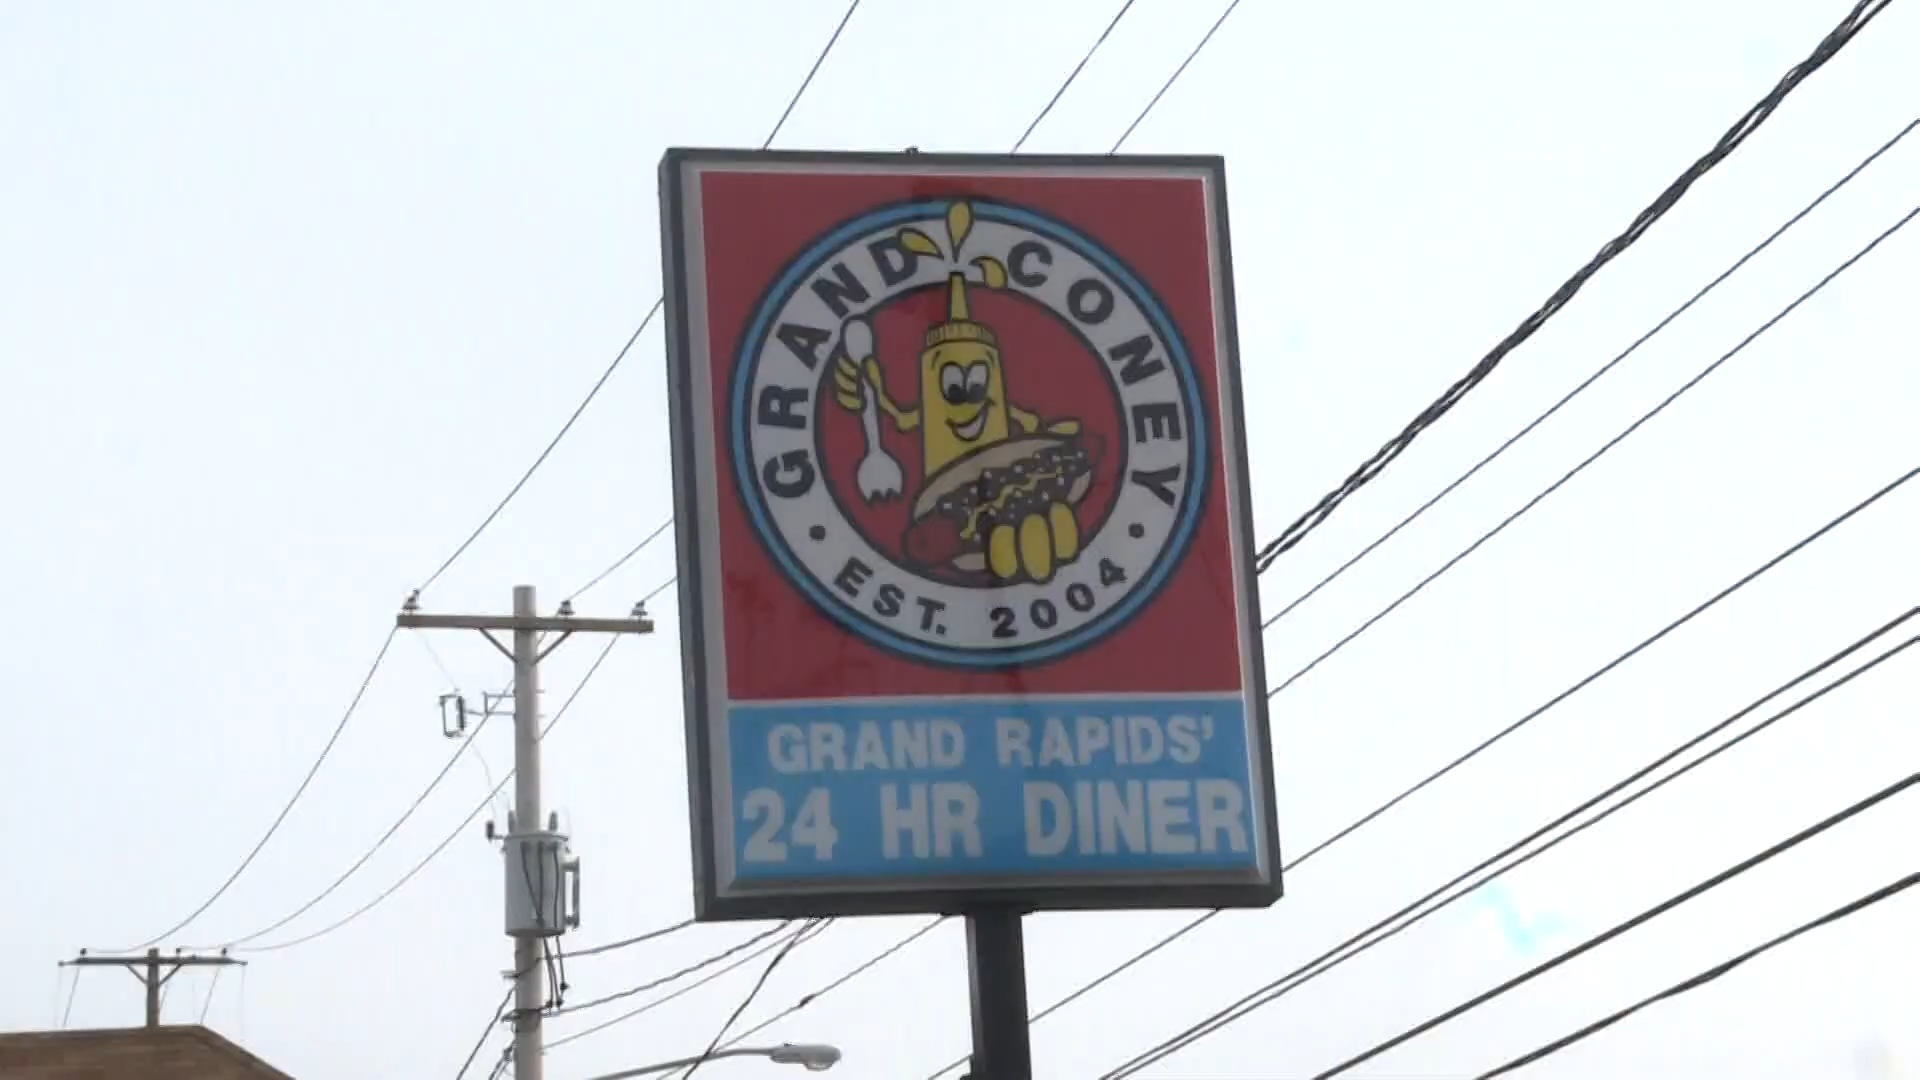 GRAND CONEY
• EST. 2004 •
GRAND RAPIDS'
24 HR DINER